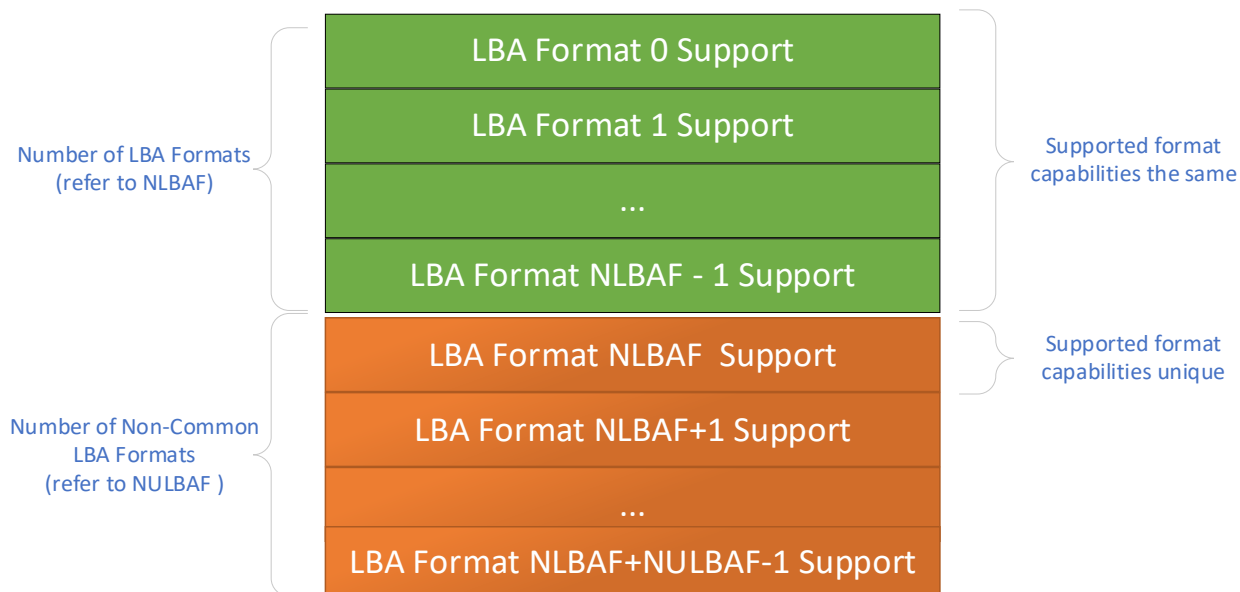 LBA Format 0 Support
LBA Format 1 Support
...
LBA Format NLBAF - 1 Support
Number of LBA Formats
(refer to NLBAF)
Supported format
capabilities the same
LBA Format NLBAF  Support
LBA Format NLBAF+1 Support
...
LBA Format NLBAF+NULBAF-1 Support
Number of Non-Common
LBA Formats
(refer to NULBAF )
Supported format
capabilities unique